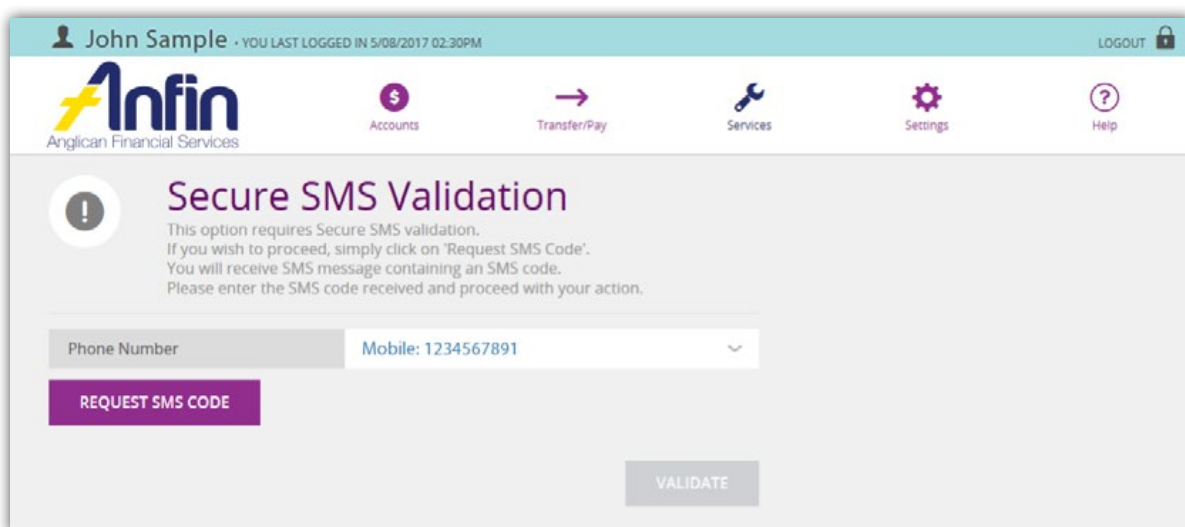 John Sample • YOU LAST LOGGED IN 5/08/2017 02:30PM LOGOUT
Anfin
Anglican Financial Services
$
Accounts Transfer/Pay Services Settings Help
?
!
Secure SMS Validation
This option requires Secure SMS validation.
If you wish to proceed, simply click on 'Request SMS Code'.
You will receive SMS message containing an SMS code.
Please enter the SMS code received and proceed with your action.
Phone Number Mobile: 1234567891
REQUEST SMS CODE
VALIDATE